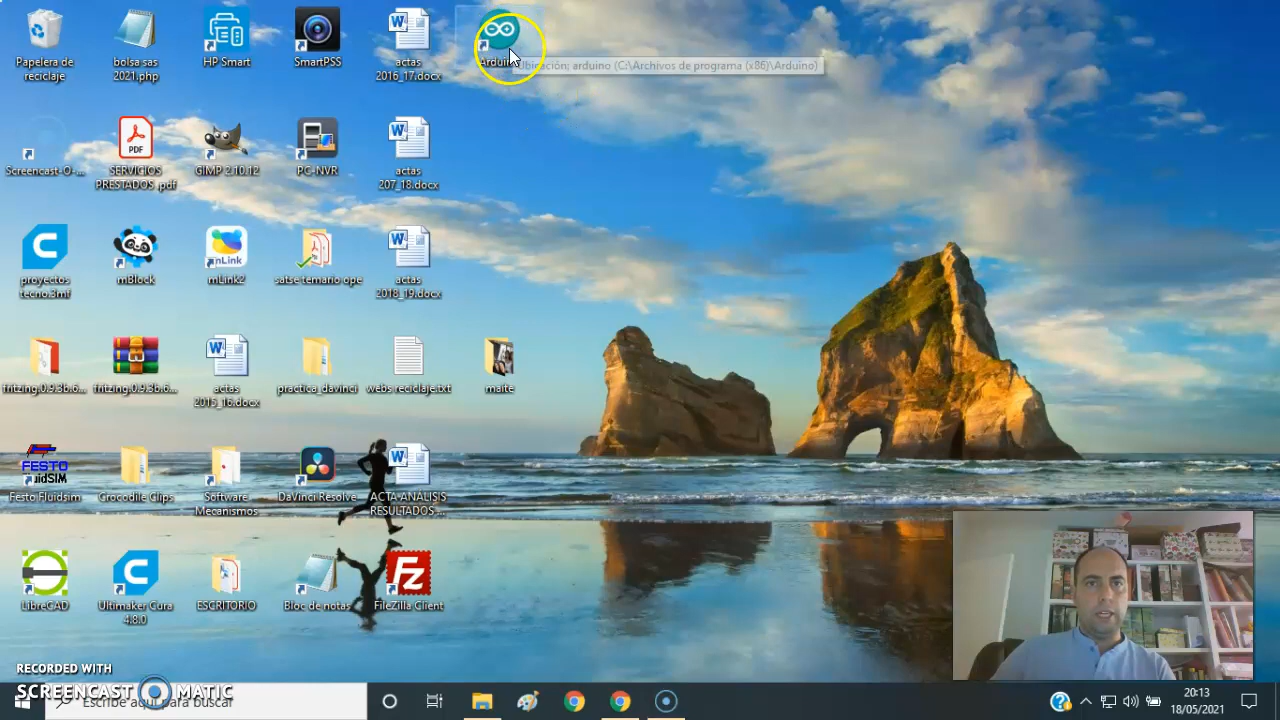 Papelera de
reciclaje
bolsa sas
2021.php
HP Smart
SmartPSS
actas
2016_17.docx
Arduino
Ubicación: arduino (C:\Archivos de programa (x86)\Arduino)
Screencast-O-...
PDF
SERVICIOS
PRESTADOS .pdf
GIMP 2.10.12
PC-NVR
actas
207_18.docx
proyectos
tecno.3mf
mBlock
mLink
mLink2
satse temario ope
actas
2018_19.docx
fritzing.0.9.3b.6...
fritzing.0.9.3b.6...
actas
2015_16.docx
practica_davinci
webs reciclaje.txt
maite
FESTO
FluidSIM
Festo Fluidsim
Crocodile Clips
Software
Mecanismos
DaVinci Resolve
ACTA ANÁLISIS
RESULTADOS...
LibreCAD
Ultimaker Cura
4.8.0
ESCRITORIO
Bloc de notas
FileZilla Client
RECORDED WITH
SCREENCAST MATIC
Escribe aquí para buscar
20:13
18/05/2021